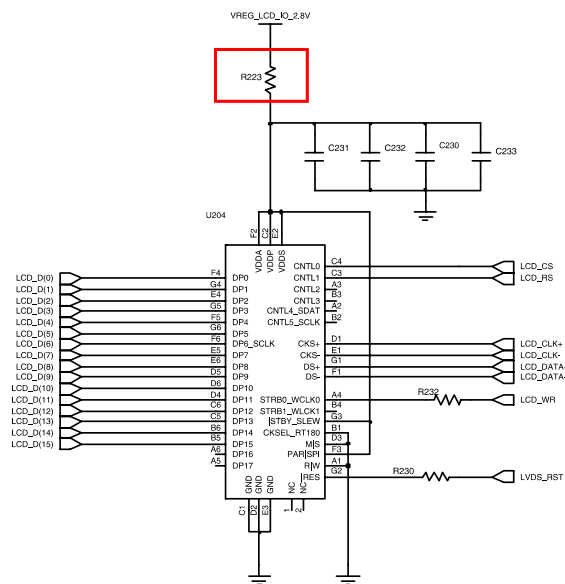 VREG_LCD_IO_2.8V
R223
C231
C232
C230
C233
U204
F2
C2
E2
VDDA
VDDP
VDDS
LCD_D(0) F4 DP0 CNTL0 C4 LCD_CS
LCD_D(1) G4 DP1 CNTL1 C3 LCD_RS
LCD_D(2) E4 DP2 CNTL2 A3
LCD_D(3) G5 DP3 CNTL3 B3
LCD_D(4) F5 DP4 CNTL4_SDAT A2
LCD_D(5) G6 DP5 CNTL5_SCLK B2
LCD_D(6) F6 DP6_SCLK CKS+ D1 LCD_CLK+
LCD_D(7) E5 DP7 CKS- E1 LCD_CLK-
LCD_D(8) E6 DP8 DS+ G1 LCD_DATA+
LCD_D(9) D5 DP9 DS- F1 LCD_DATA-
LCD_D(10) D6 DP10
LCD_D(11) D4 DP11 STRB0_WCLK0 A4 R232 LCD_WR
LCD_D(12) C6 DP12 STRB1_WLCK1 B4
LCD_D(13) C5 DP13 |STBY_SLEW G3
LCD_D(14) B6 DP14 CKSEL_RT180 B1
LCD_D(15) B5 DP15 M|S D3
A6 DP16 PAR|SPI F3
A5 DP17 R|W A1
|RES G2 R230 LVDS_RST
GND
GND
GND
NC
NC
C1
D2
E3
1
2